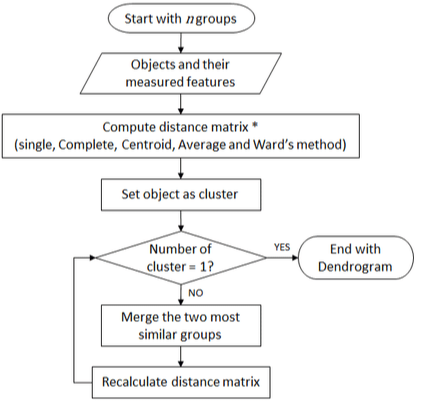 Start with n groups
Objects and their
measured features
Compute distance matrix *
(single, Complete, Centroid, Average and Ward's method)
Set object as cluster
Number of
cluster = 1?
YES
End with
Dendrogram
NO
Merge the two most
similar groups
Recalculate distance matrix